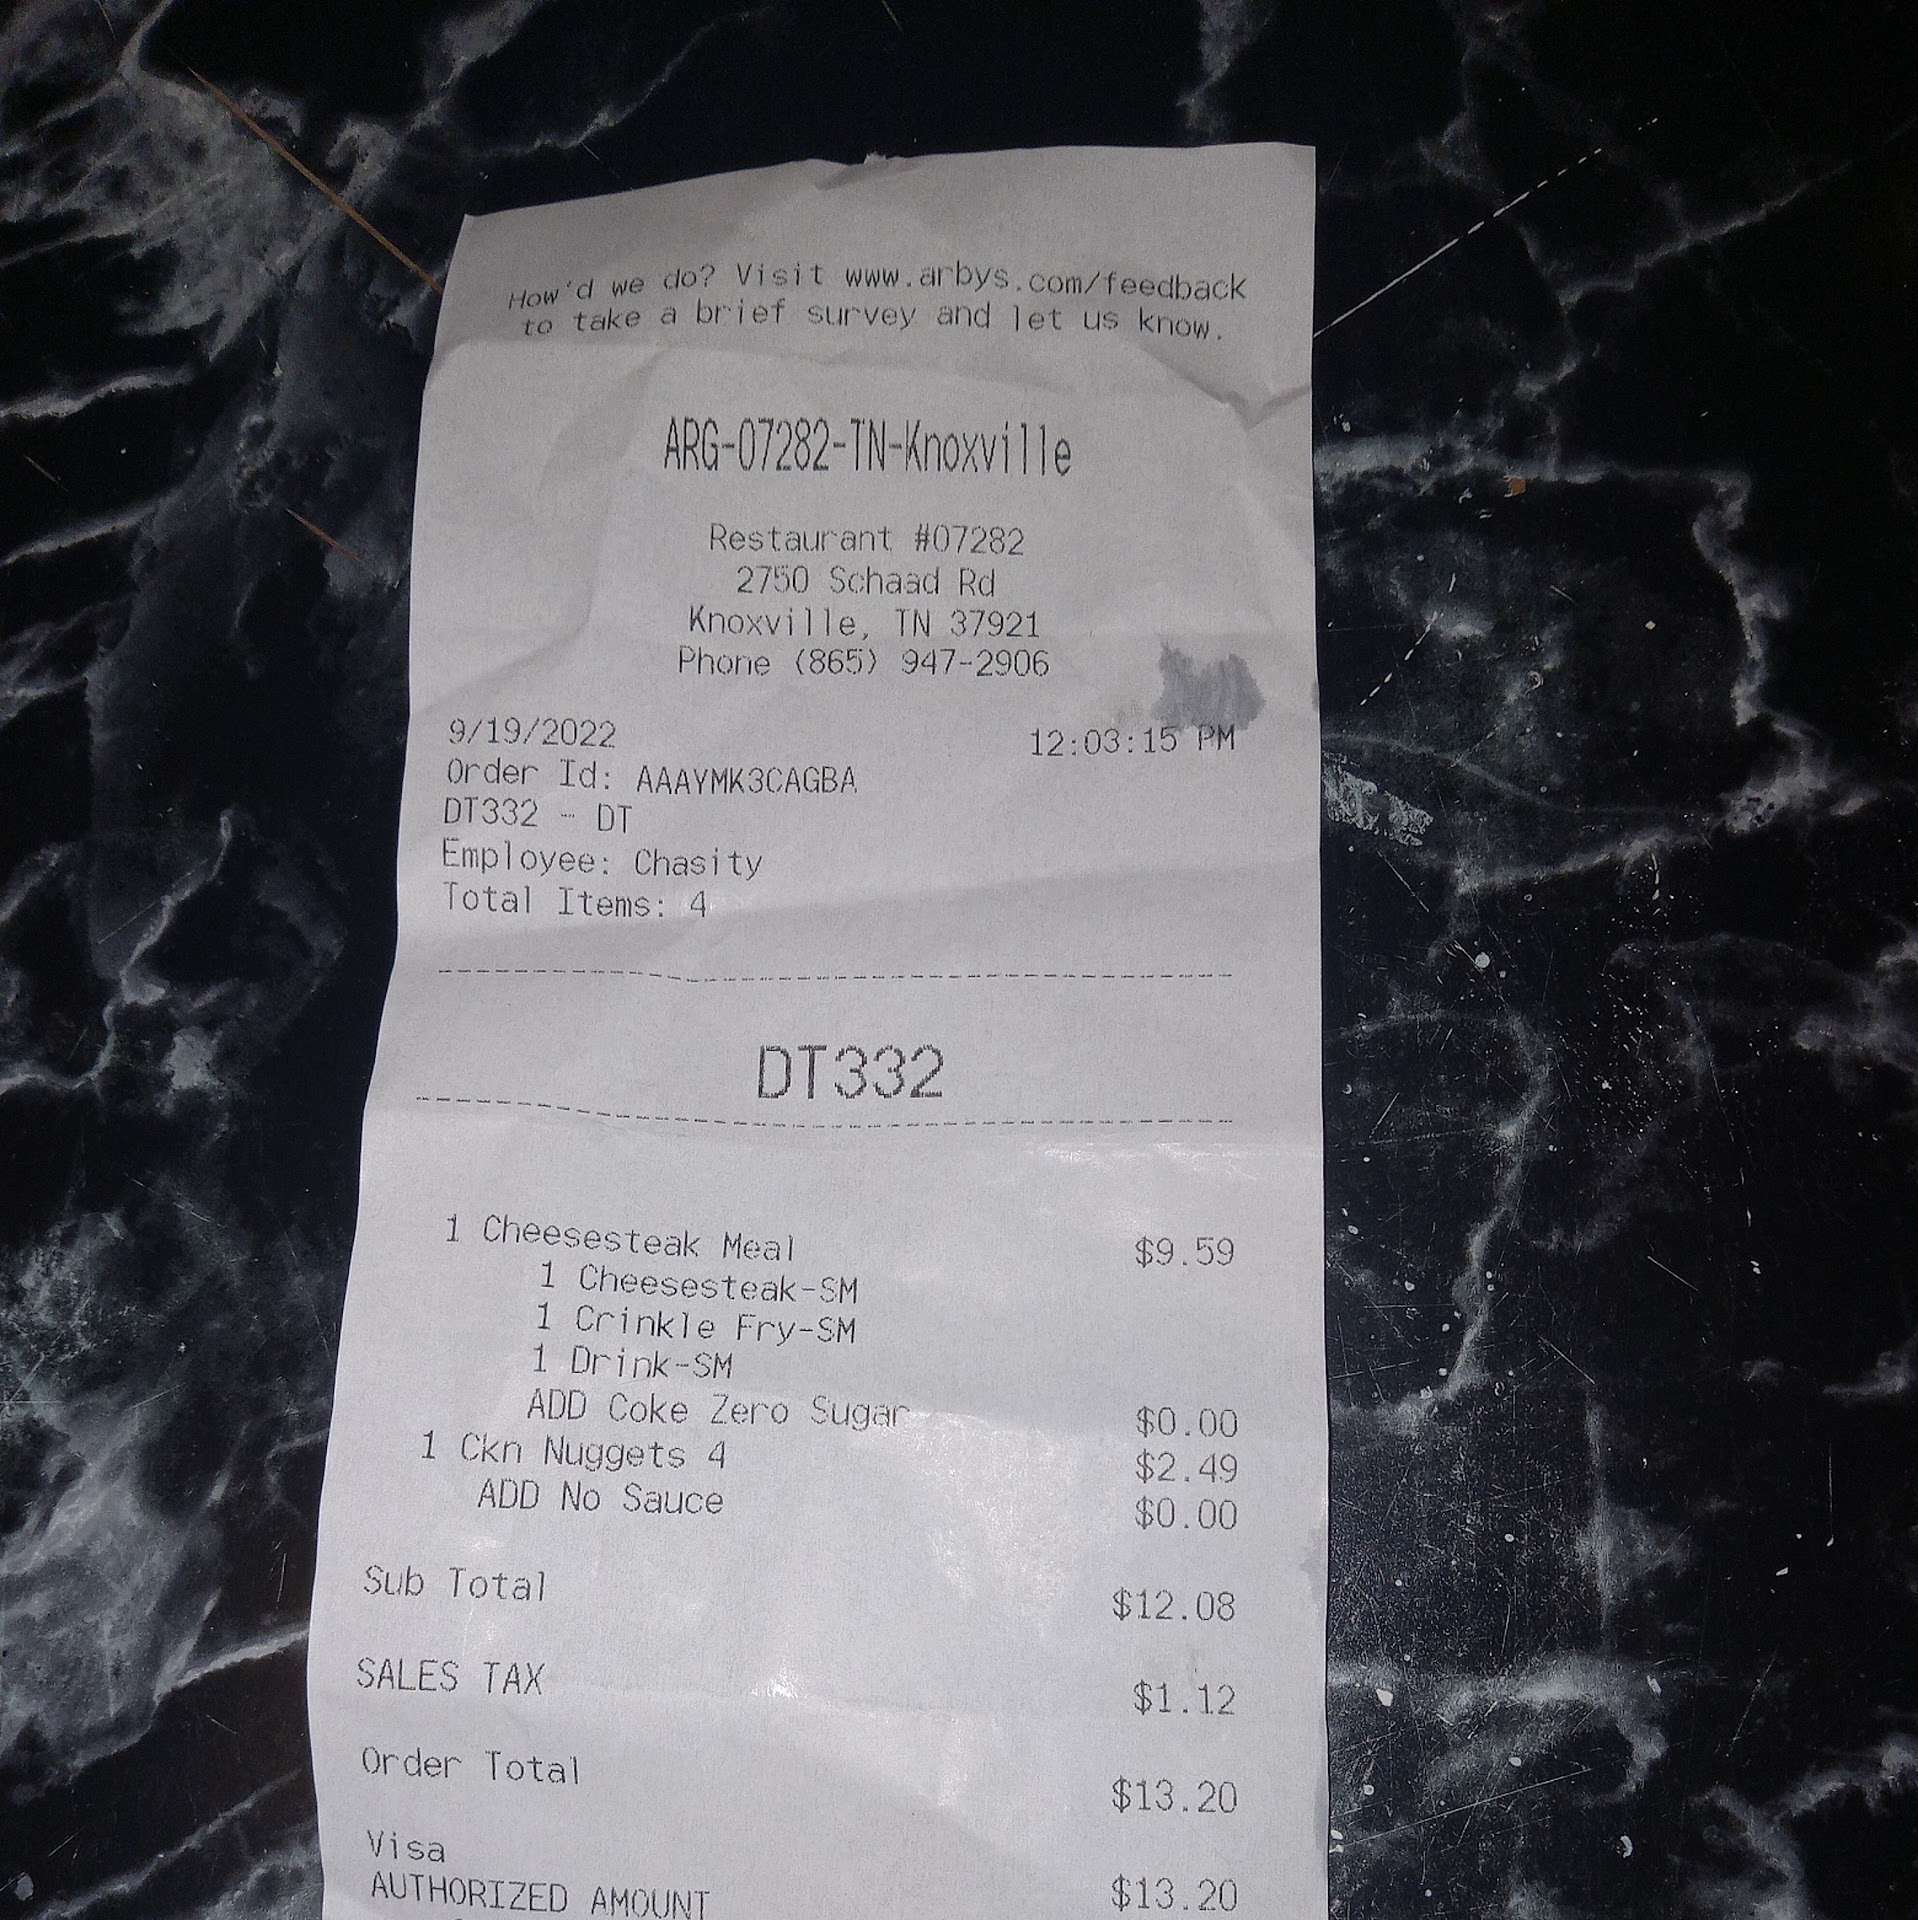 How'd we do? Visit www.arbys.com/feedback
to take a brief survey and let us know.
ARG-07282-TN-Knoxville
Restaurant #07282
2750 Schaad Rd
Knoxville, TN 37921
Phone (865) 947-2906
9/19/2022 12:03:15 PM
Order Id: AAAYMK3CAGBA
DT332 - DT
Employee: Chasity
Total Items: 4
DT332
1 Cheesesteak Meal $9.59
1 Cheesesteak-SM
1 Crinkle Fry-SM
1 Drink-SM
ADD Coke Zero Sugar $0.00
1 Ckn Nuggets 4 $2.49
ADD No Sauce $0.00
Sub Total $12.08
SALES TAX $1.12
Order Total $13.20
Visa
AUTHORIZED AMOUNT $13.20